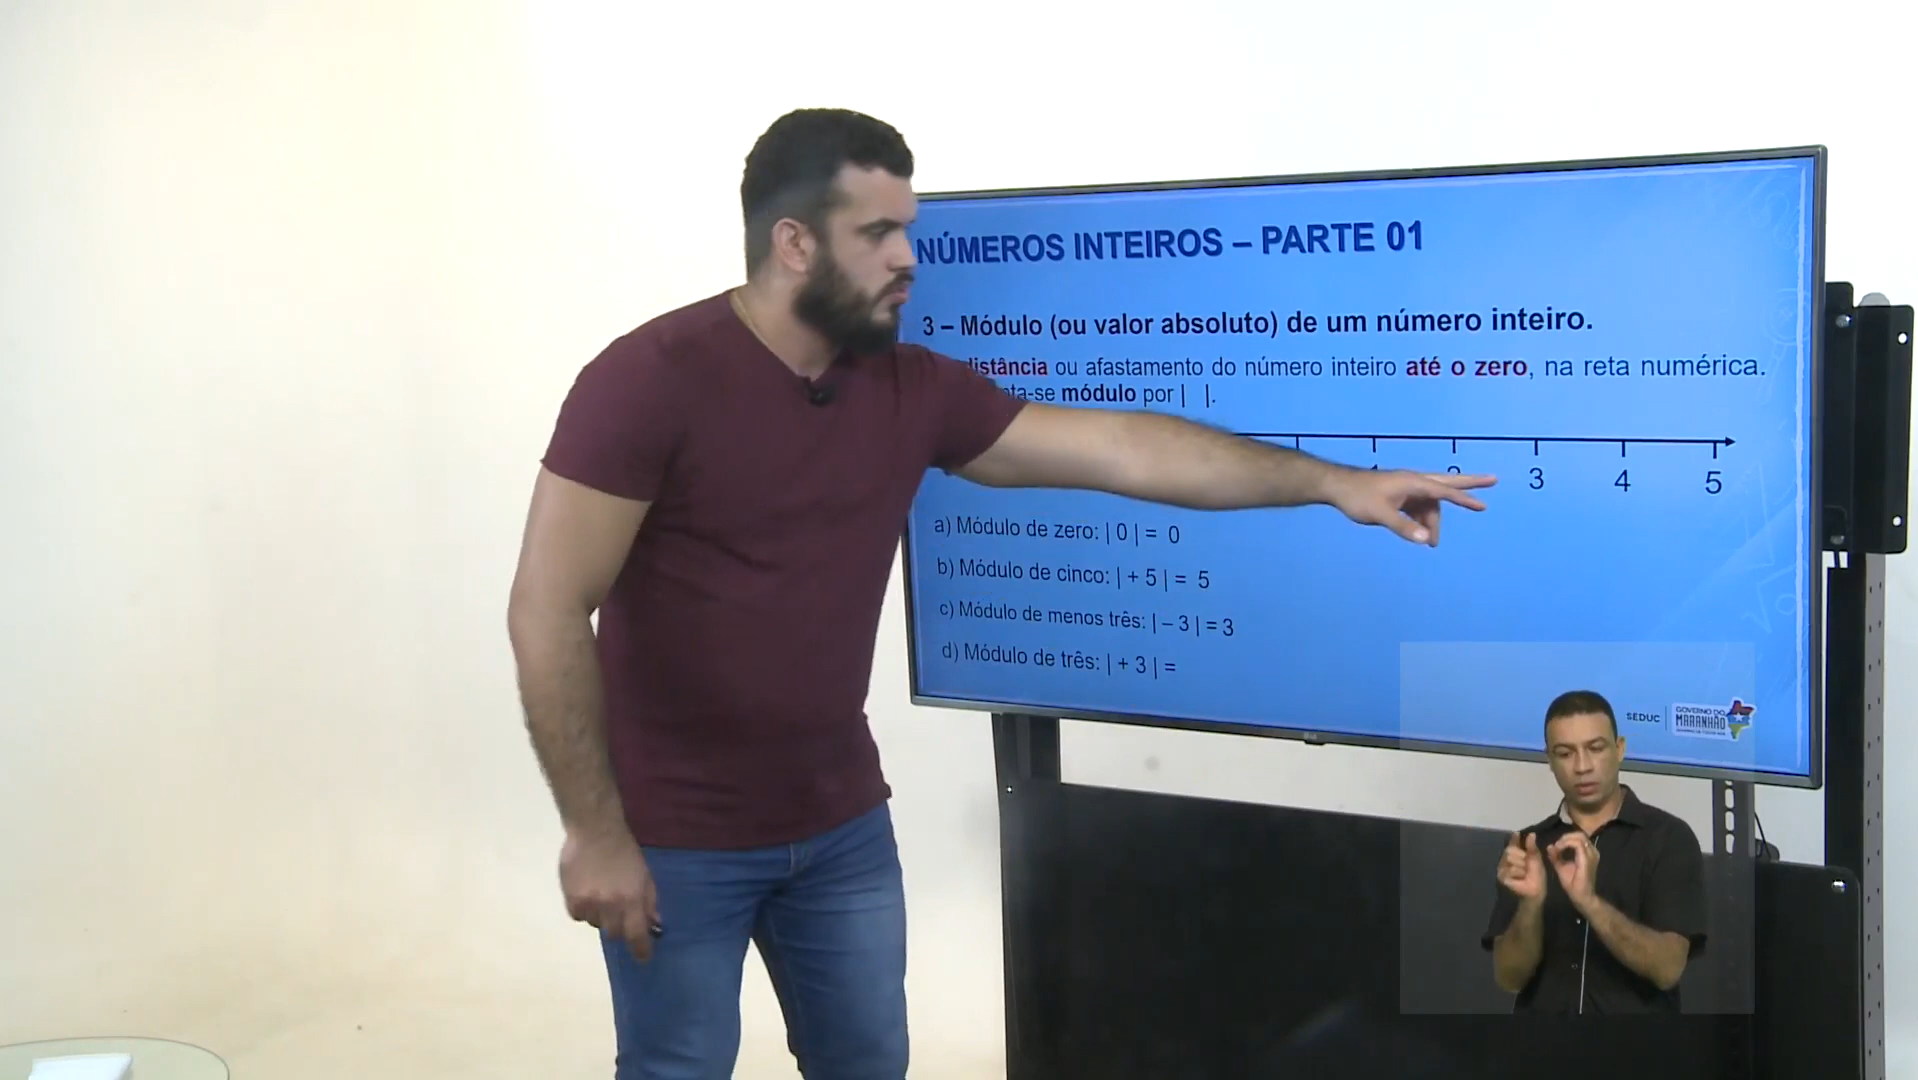 NÚMEROS INTEIROS – PARTE 01
3 – Módulo (ou valor absoluto) de um número inteiro.
distância ou afastamento do número inteiro até o zero, na reta numérica.
módulo por | |.
3 4 5
a) Módulo de zero: | 0 | = 0
b) Módulo de cinco: | + 5 | = 5
c) Módulo de menos três: | – 3 | = 3
d) Módulo de três: | + 3 | =
SEDUC
GOVERNO DO
MARANHÃO